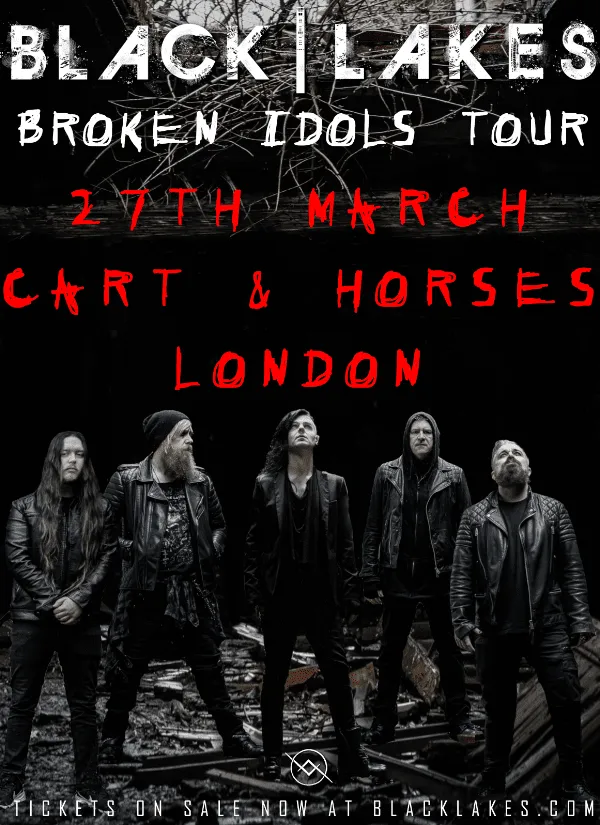 BLACK|LAKES
BROKEN IDOLS TOUR
27TH MARCH
CART & HORSES
LONDON
TICKETS ON SALE NOW AT BLACKLAKES.COM